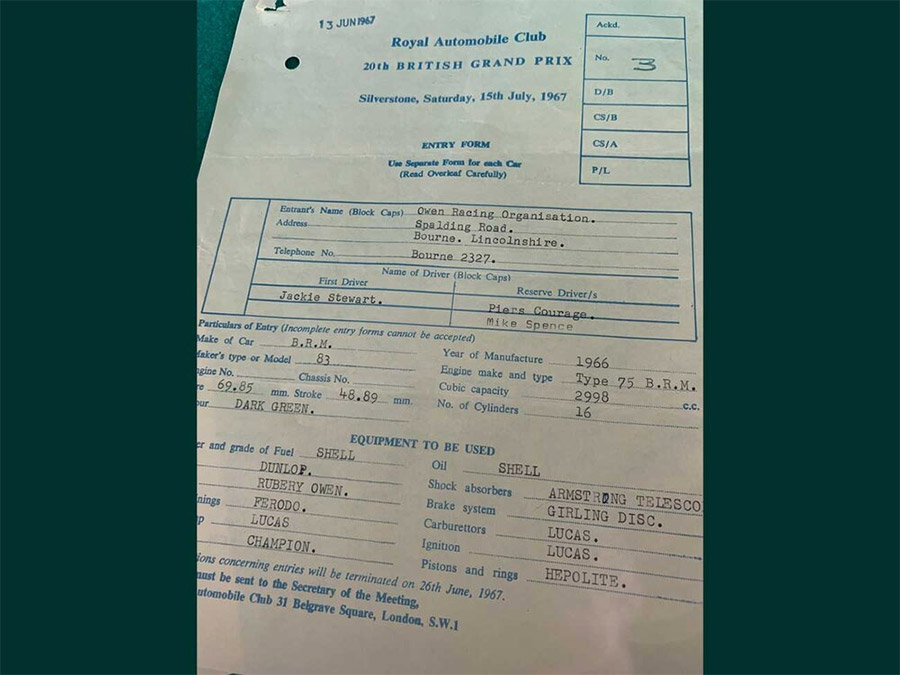 13 JUN 1967
Royal Automobile Club
20th BRITISH GRAND PRIX
Silverstone, Saturday, 15th July, 1967
ENTRY FORM
Use Separate Form for each Car
(Read Overleaf Carefully)
Ackd.
No. 3
D/B
CS/B
CS/A
P/L
Entrant's Name (Block Caps) Owen Racing Organisation.
Address Spalding Road.
Bourne. Lincolnshire.
Telephone No. Bourne 2327.
Name of Driver (Block Caps)
First Driver Reserve Driver/s
Jackie Stewart. Piers Courage.
Mike Spence
Particulars of Entry (Incomplete entry forms cannot be accepted)
Make of Car B.R.M. Year of Manufacture 1966
Maker's type or Model 83 Engine make and type Type 75 B.R.M.
ngine No. Chassis No. Cubic capacity 2998 c.c.
re 69.85 mm. Stroke 48.89 mm. No. of Cylinders 16
our DARK GREEN.
EQUIPMENT TO BE USED
er and grade of Fuel SHELL Oil SHELL
DUNLOP. Shock absorbers ARMSTRONG TELESCO
RUBERY OWEN. Brake system GIRLING DISC.
nings FERODO. Carburettors LUCAS.
p LUCAS Ignition LUCAS.
CHAMPION. Pistons and rings HEPOLITE.
ions concerning entries will be terminated on 26th June, 1967.
must be sent to the Secretary of the Meeting,
utomobile Club 31 Belgrave Square, London, S.W.1